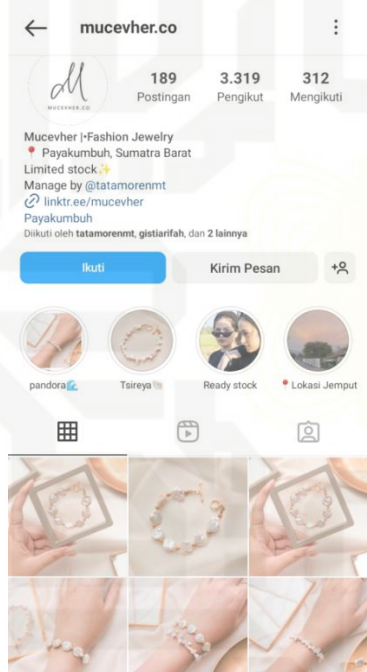 mucevher.co
MUCEVHER.CO
189 3.319 312
Postingan Pengikut Mengikuti
Mucevher |•Fashion Jewelry
📍 Payakumbuh, Sumatra Barat
Limited stock✨
Manage by @tatamorenmt
linktr.ee/mucevher
Payakumbuh
Diikuti oleh tatamorenmt, gistiarifah, dan 2 lainnya
Ikuti Kirim Pesan
pandora🌊 Tsireya🐚 Ready stock 📍Lokasi Jemput